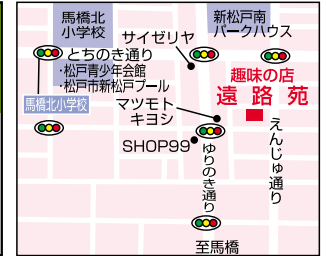 馬橋北
小学校
新松戸南
パークハウス
サイゼリヤ
とちのき通り
・松戸青少年会館
・松戸市新松戸プール
趣味の店
遠路苑
馬橋北小学校
マツモト
キヨシ
SHOP99
ゆりのき通り
えんじゅ通り
至馬橋